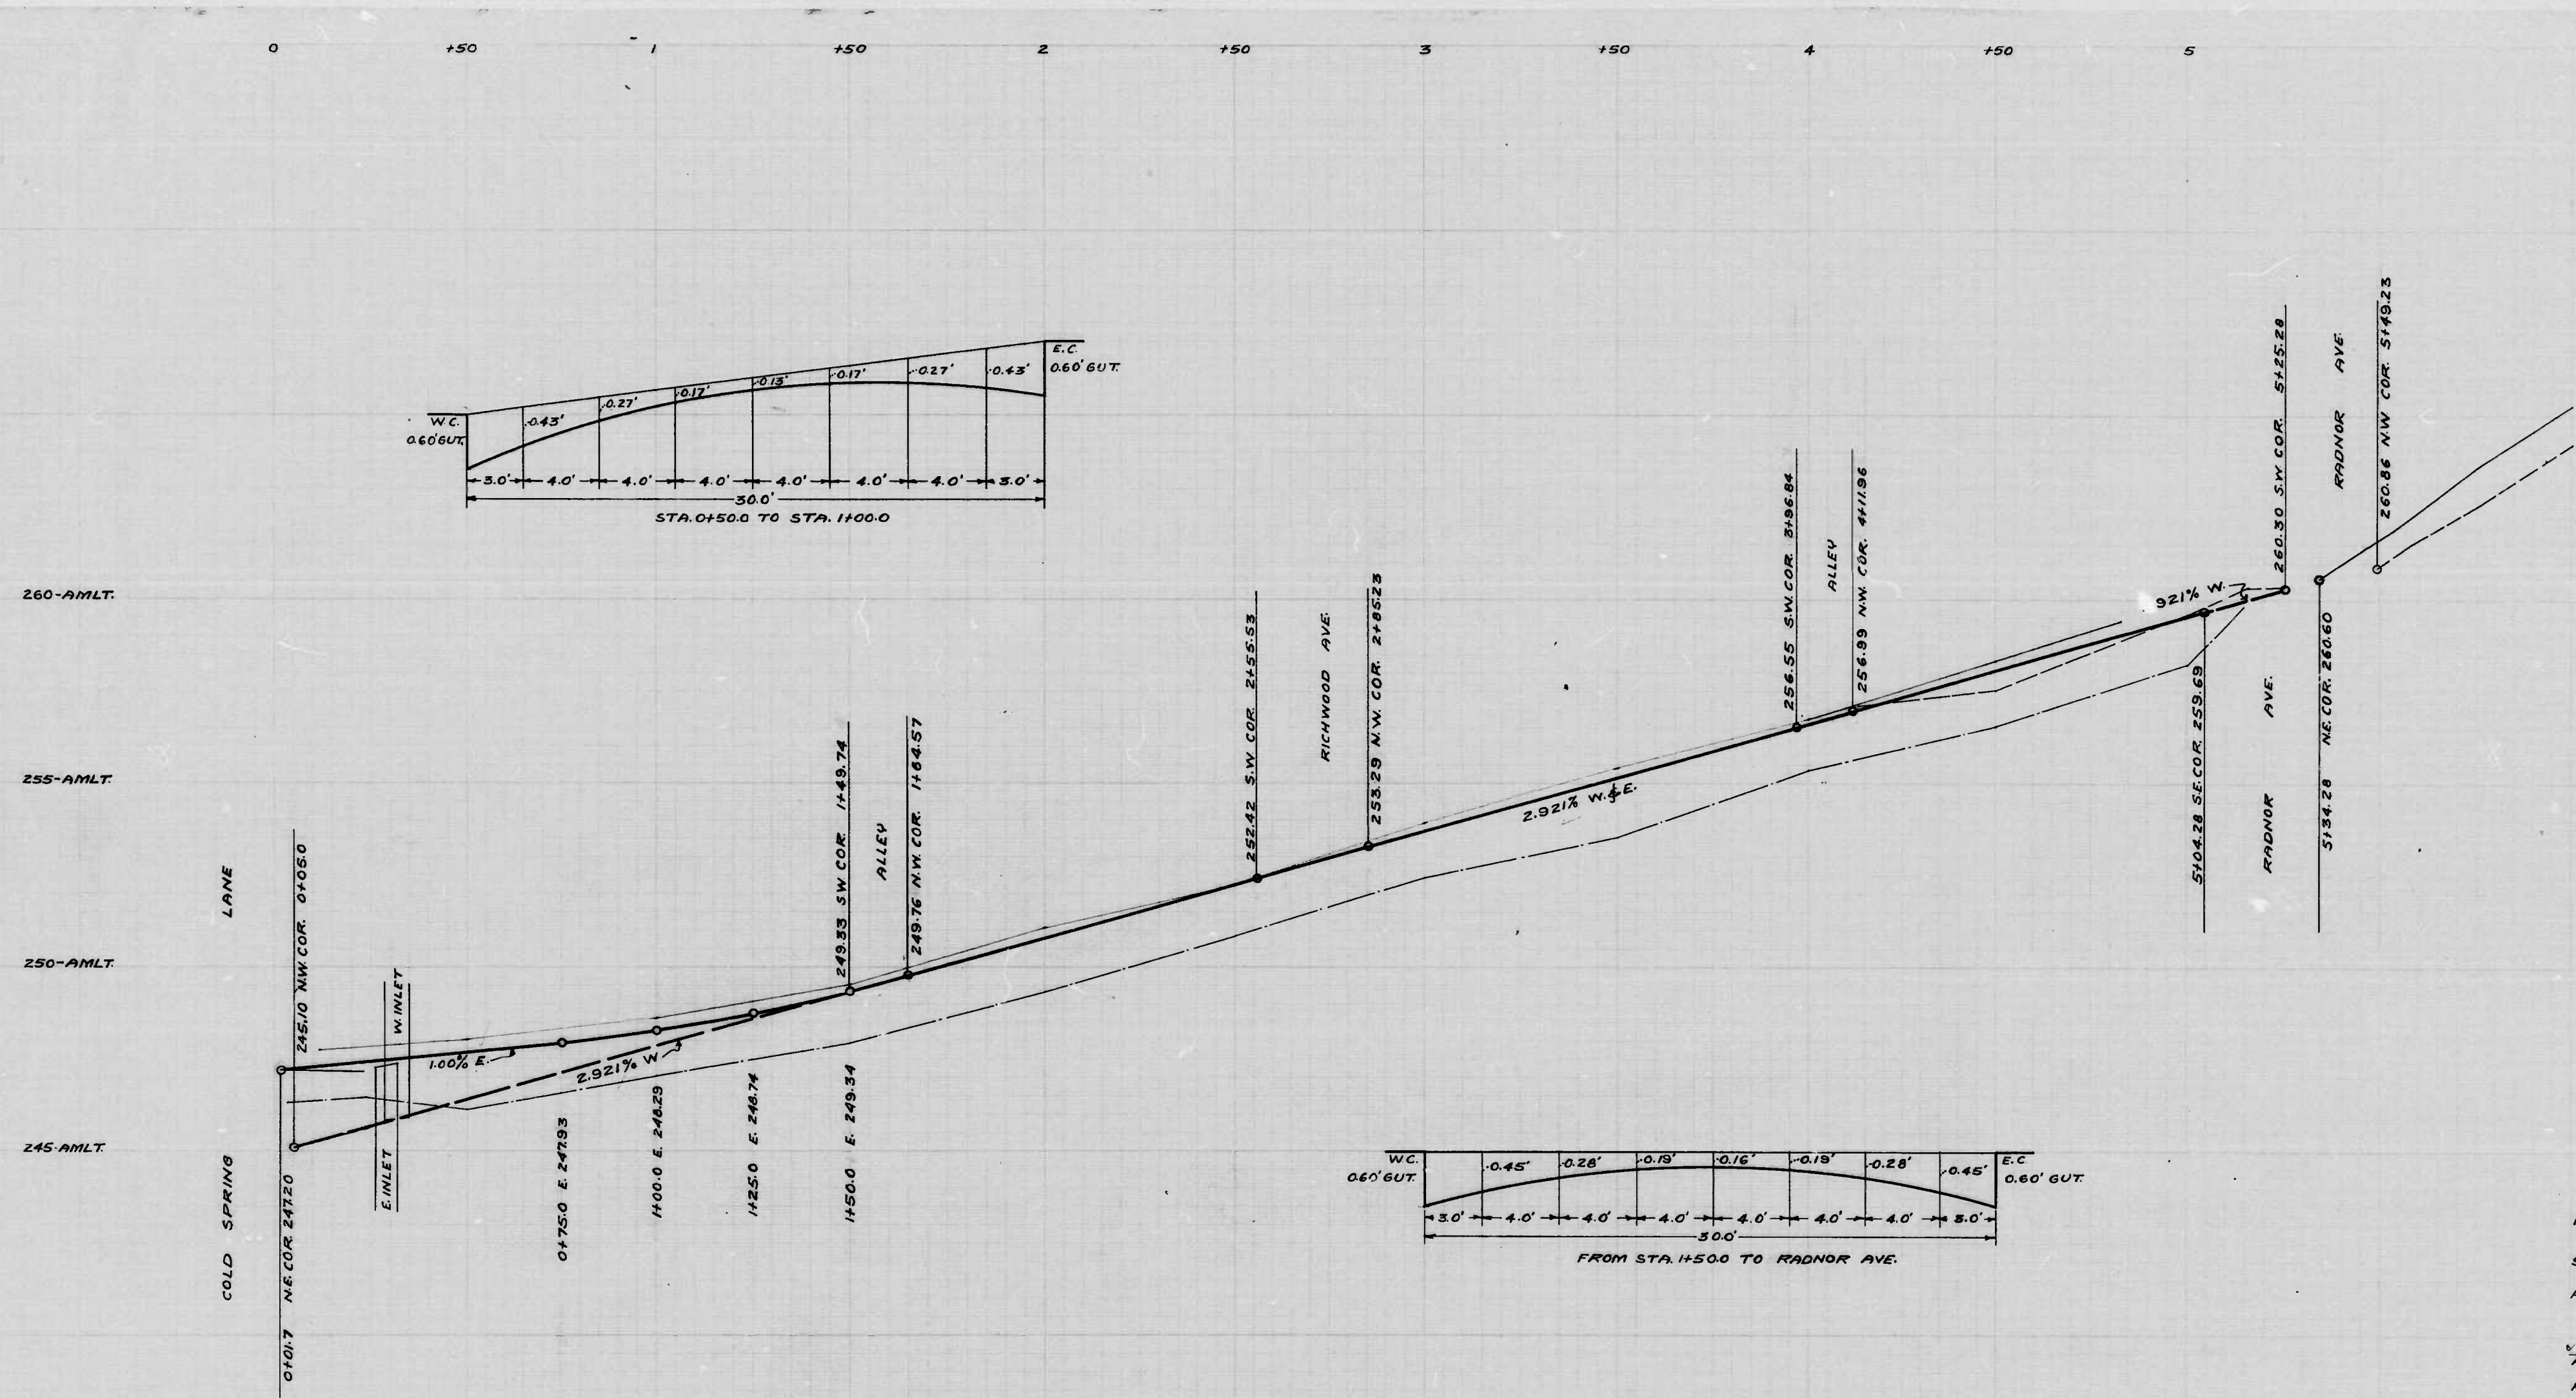 0 +50 1 +50 2 +50 3 +50 4 +50 5
E.C.
0.60' GUT.
W.C.
0.60' GUT.
-0.43' -0.27' -0.17' -0.13' -0.17' -0.27' -0.43'
3.0' 4.0' 4.0' 4.0' 4.0' 4.0' 4.0' 3.0'
30.0'
STA. 0+50.0 TO STA. 1+00.0
260-AMLT.
255-AMLT.
250-AMLT.
245-AMLT.
COLD SPRING LANE
245.10 N.W. COR. 0+05.0
0+01.7 N.E. COR. 247.20
W. INLET
E. INLET
1.00% E.
2.921% W.
0+75.0 E. 247.93
1+00.0 E. 248.29
1+25.0 E. 248.74
1+50.0 E. 249.34
249.33 SW COR. 1+49.74
ALLEY
249.76 N.W. COR. 1+64.57
252.42 S.W COR. 2+55.53
RICHWOOD AVE.
253.29 N.W. COR. 2+85.23
2.921% W. & E.
256.55 S.W. COR. 3+96.84
ALLEY
256.99 N.W. COR. 4+11.96
921% W.
260.30 S.W COR. 5+25.28
RADNOR AVE.
260.86 N.W COR. 5+49.23
5+04.28 S.E. COR. 259.69
RADNOR AVE.
5+34.28 N.E. COR. 260.60
W.C.
0.60' GUT.
-0.45' -0.28' -0.19' -0.16' -0.19' -0.28' -0.45'
E.C.
0.60' GUT.
3.0' 4.0' 4.0' 4.0' 4.0' 4.0' 4.0' 3.0'
30.0'
FROM STA. 1+50.0 TO RADNOR AVE.